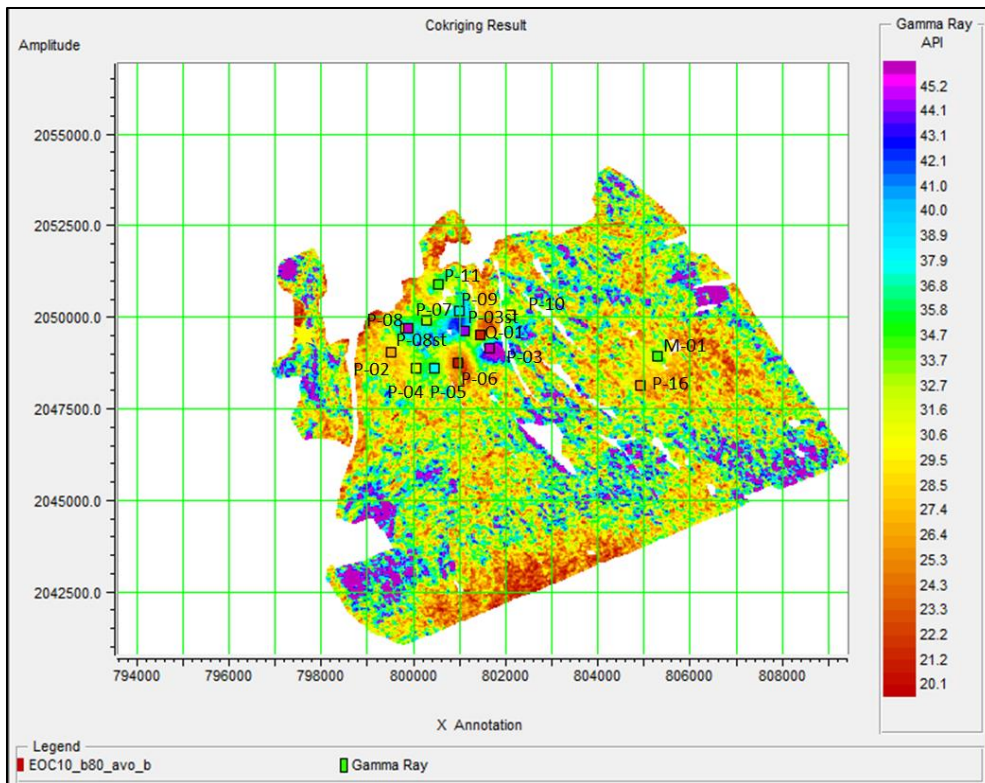 Cokriging Result
Gamma Ray
API
Amplitude
45.2
44.1
43.1
42.1
41.0
40.0
38.9
37.9
36.8
35.8
34.7
33.7
32.7
31.6
30.6
29.5
28.5
27.4
26.4
25.3
24.3
23.3
22.2
21.2
20.1
2055000.0
2052500.0
2050000.0
2047500.0
2045000.0
2042500.0
P-11
P-09
P-10
P-07
P-08
P-03st
O-01
P-08st
P-03
M-01
P-02
P-06
P-16
P-04
P-05
794000 796000 798000 800000 802000 804000 806000 808000
X Annotation
Legend
EOC10_b80_avo_b
Gamma Ray